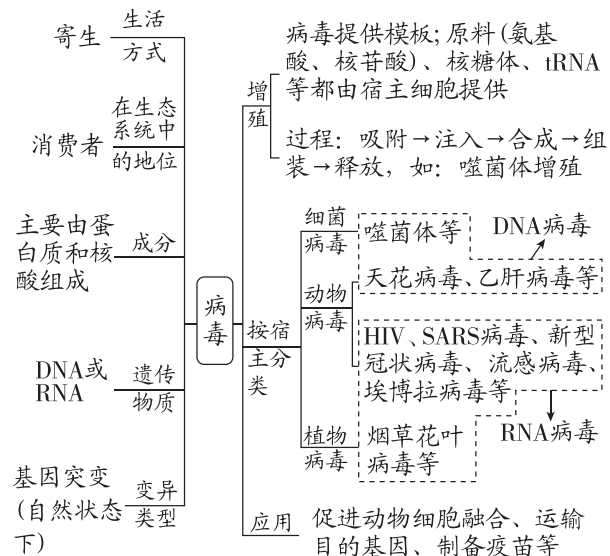 寄生
生活
方式
消费者
在生态
系统中
的地位
主要由蛋
白质和核
酸组成
成分
DNA或
RNA
遗传
物质
基因突变
(自然状态
下)
变异
类型
病
毒
增
殖
病毒提供模板;原料(氨基
酸、核苷酸)、核糖体、tRNA
等都由宿主细胞提供
过程:吸附→注入→合成→组
装→释放,如:噬菌体增殖
按宿
主分
类
细菌
病毒
噬菌体等
DNA病毒
动物
病毒
天花病毒、乙肝病毒等
HIV、SARS病毒、新型
冠状病毒、流感病毒、
埃博拉病毒等
植物
病毒
烟草花叶
病毒等
RNA病毒
应用
促进动物细胞融合、运输
目的基因、制备疫苗等